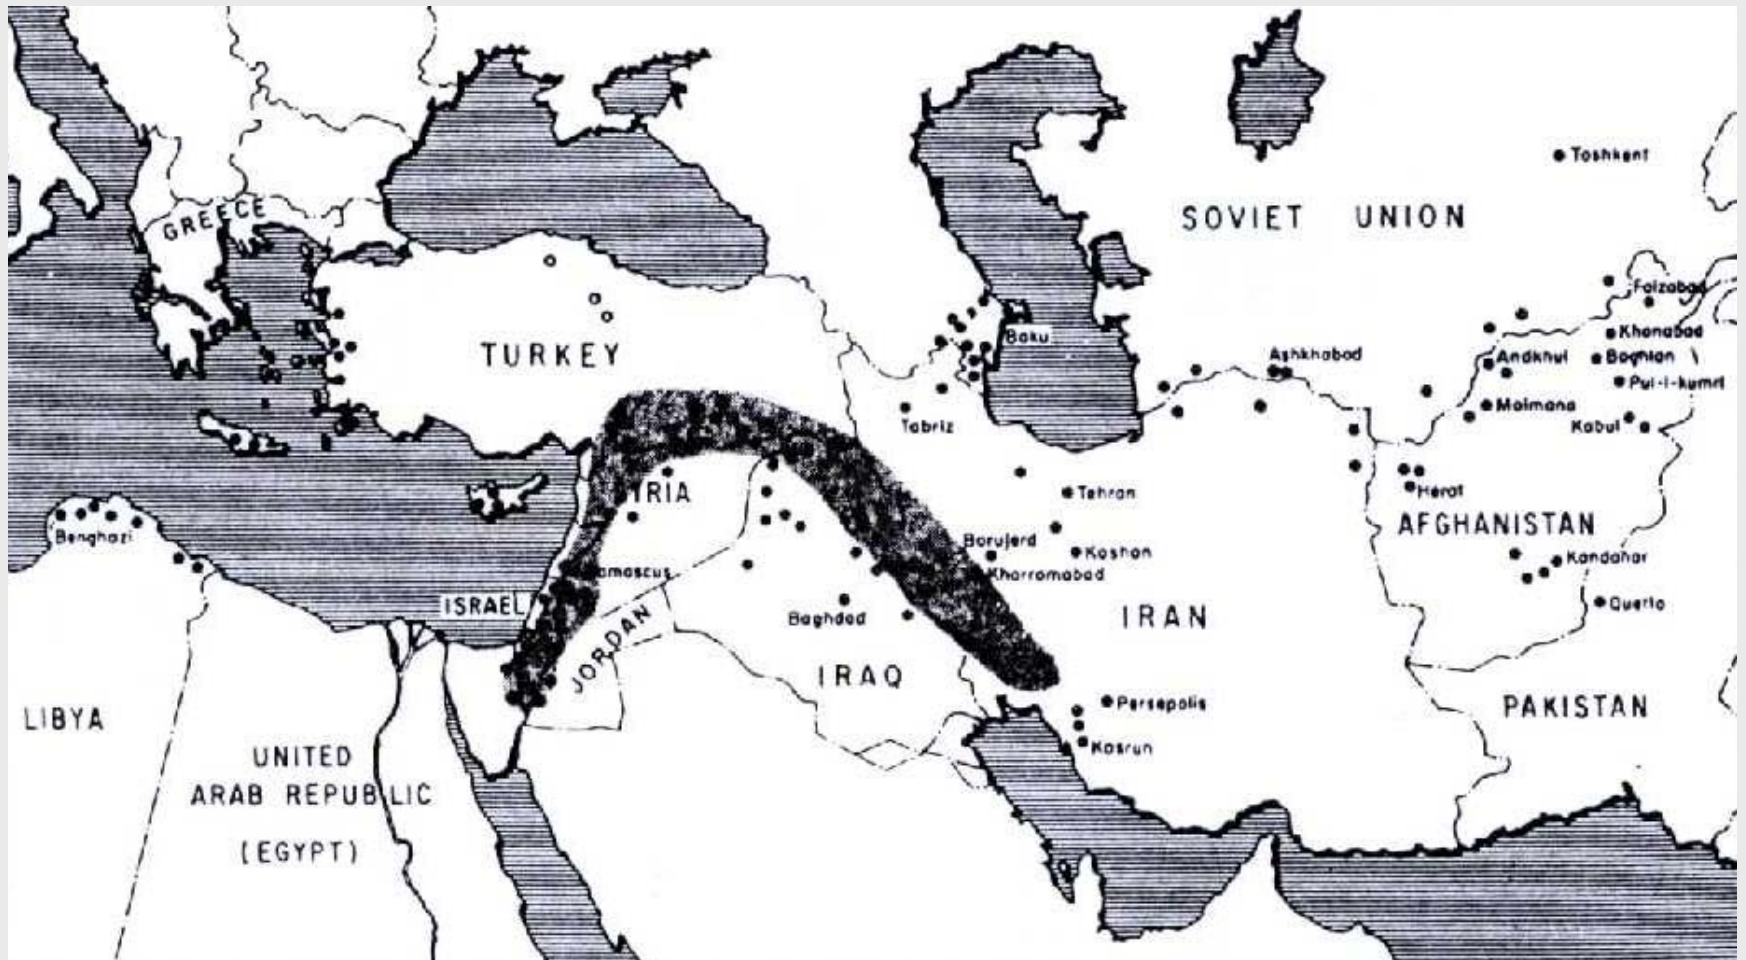 Toshkent
SOVIET UNION
GREECE
Faizabad
Khanabad
Baku
TURKEY
Ashkhabad
Andkhui
Baghlan
Pul-i-kumri
Maimana
Tabriz
Kabul
SYRIA
Tehran
Herat
AFGHANISTAN
Benghazi
Borujerd
Kashan
Kandahar
Damascus
Kharramabad
ISRAEL
Baghdad
IRAN
Quetta
JORDAN
IRAQ
LIBYA
Persepolis
PAKISTAN
Kasrun
UNITED
ARAB REPUBLIC
(EGYPT)